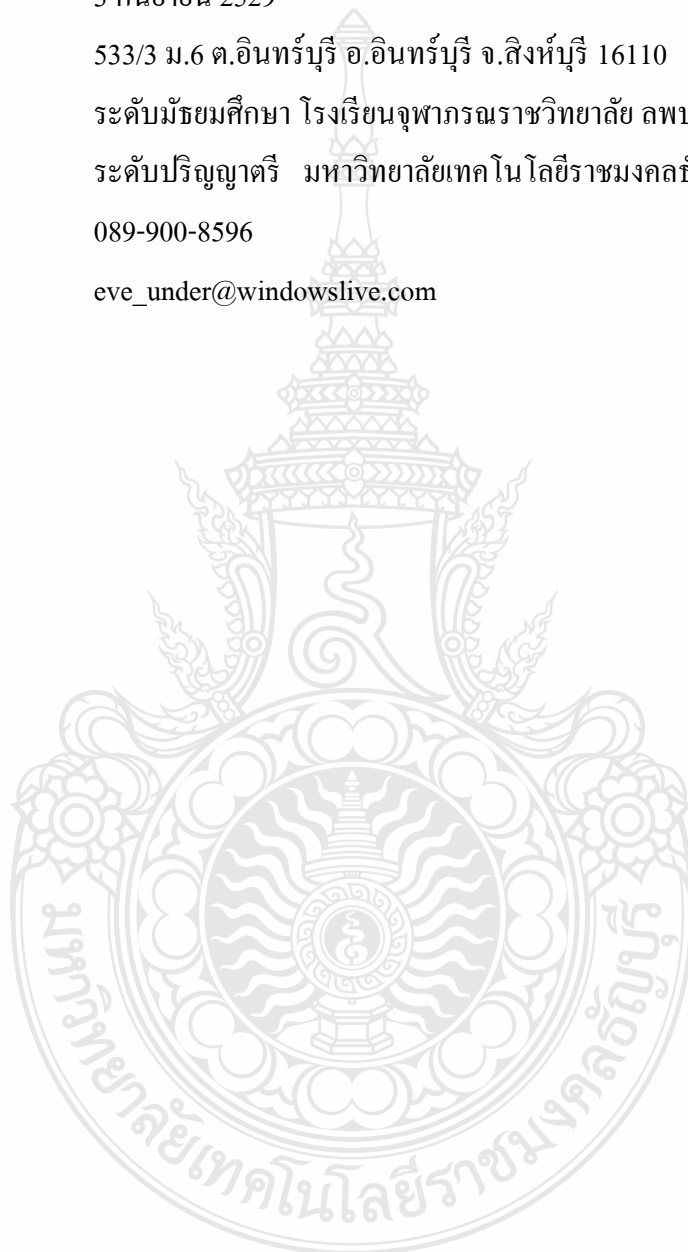 533/3 ม.6 ต.อินทร์บุรี อ.อินทร์บุรี จ.สิงห์บุรี 16110
ระดับมัธยมศึกษา โรงเรียนจุฬาภรณราชวิทยาลัย
ระดับปริญญาตรี มหาวิทยาลัยเทคโนโลยีราชมงคล
089-900-8596
eve_under@windowslive.com
มหาวิทยาลัยเทคโนโลยีราชมงคลธัญบุรี